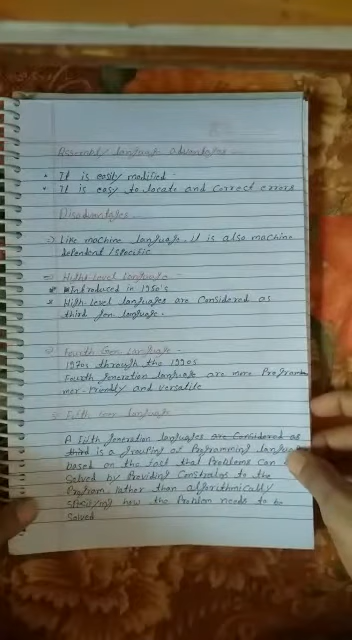 Assembly language advantages
• It is easily modified.
• It is easy to locate and correct errors
Disadvantages
⇒ Like machine language, it is also machine
dependent / specific
⇒ High-Level Language -
* Introduced in 1950's
* High-level languages are considered as
third gen. language.
Fourth Gen Language -
1970s through the 1990s
Fourth generation language are more Program
mer-friendly and versatile
Fifth Gen language
A Fifth generation languages are considered as
third is a grouping of Programming languages
based on the fact that Problems can be
solved by Providing Constrains to the
Program rather than algorithmically
specifying how the Problem needs to be
solved